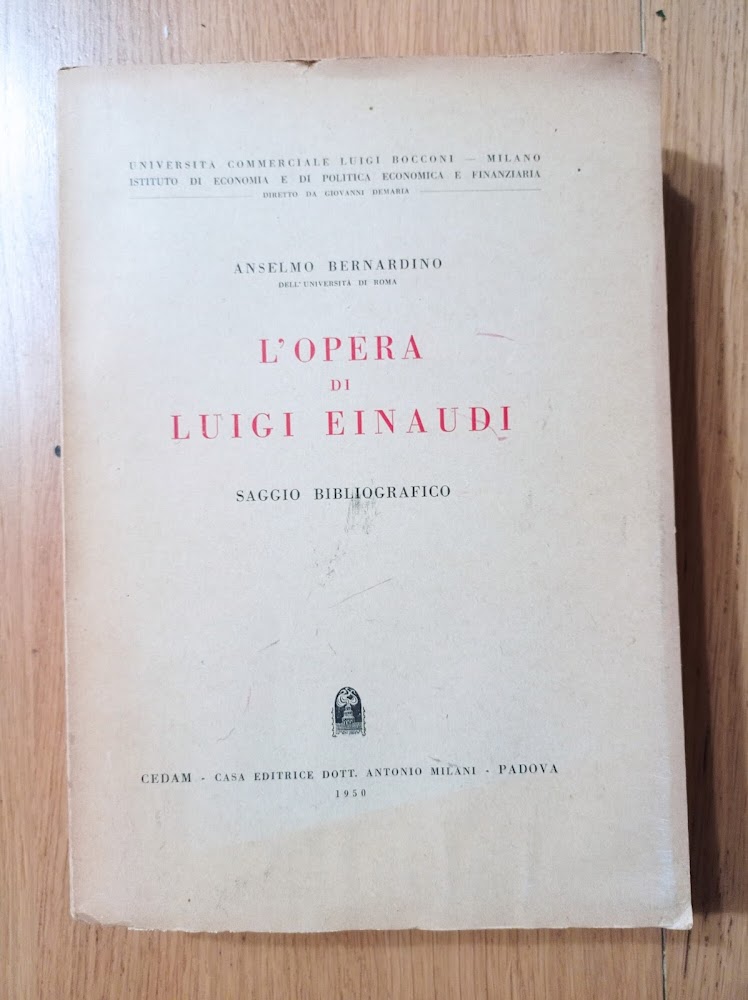 UNIVERSITÀ COMMERCIALE LUIGI BOCCONI — MILANO
ISTITUTO DI ECONOMIA E DI POLITICA ECONOMICA E FINANZIARIA
DIRETTO DA GIOVANNI DEMARIA
ANSELMO BERNARDINO
DELL'UNIVERSITÀ DI ROMA
L'OPERA
DI
LUIGI EINAUDI
SAGGIO BIBLIOGRAFICO
CEDAM - CASA EDITRICE DOTT. ANTONIO MILANI - PADOVA
1950